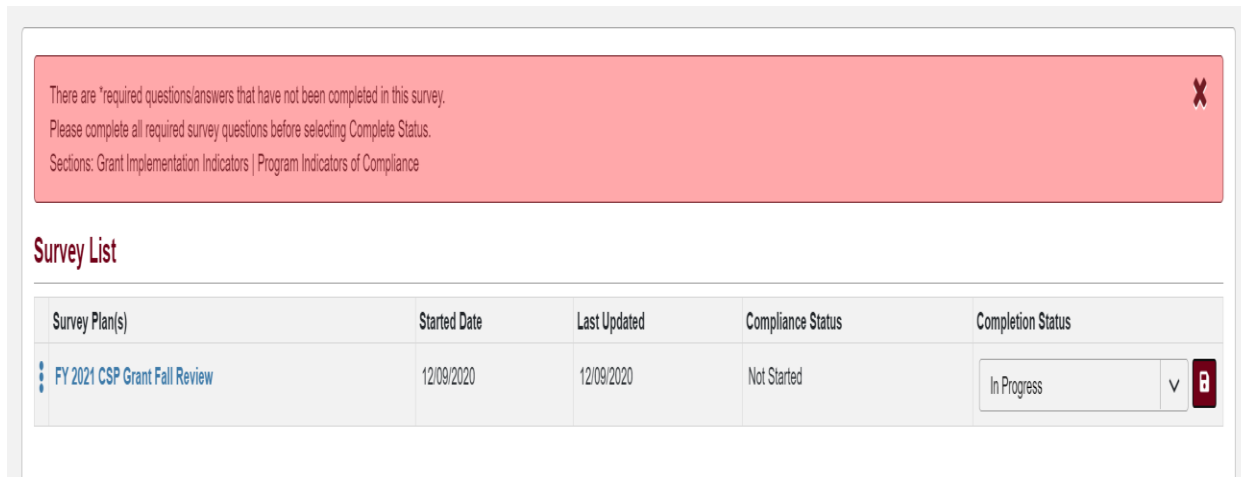 There are *required questions/answers that have not been completed in this survey.
Please complete all required survey questions before selecting Complete Status.
Sections: Grant Implementation Indicators | Program Indicators of Compliance
Survey List
Survey Plan(s) Started Date Last Updated Compliance Status Completion Status
FY 2021 CSP Grant Fall Review 12/09/2020 12/09/2020 Not Started In Progress